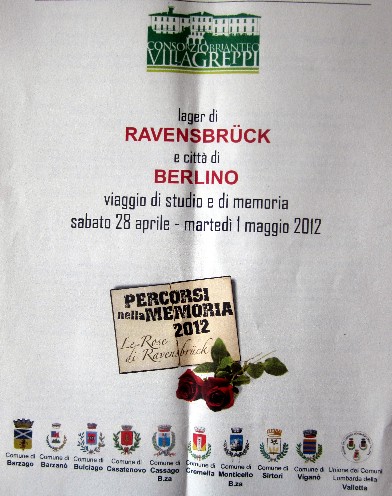 CONSORZIO BRIANTEO
VILLA GREPPI
lager di
RAVENSBRÜCK
e città di
BERLINO
viaggio di studio e di memoria
sabato 28 aprile - martedì 1 maggio 2012
PERCORSI
nella MEMORIA
2012
Le Rose
di Ravensbrück
Comune di
Barzago
Comune di
Barzanò
Comune di
Bulciago
Comune di
Casatenovo
Comune di
Cassago
B.za
Comune di
Cremella
Comune di
Monticello
B.za
Comune di
Sirtori
Comune di
Viganò
Unione dei Comuni
Lombarda della
Valletta